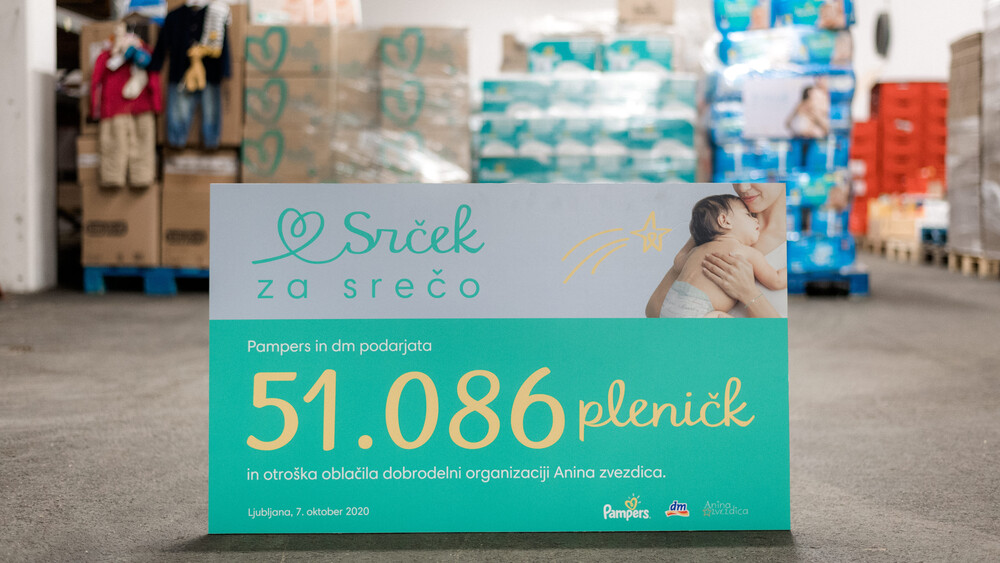 Srček
za srečo
Pampers in dm podarjata
51.086 pleničk
in otroška oblačila dobrodelni organizaciji Anina zvezdica.
Ljubljana, 7. oktober 2020
Pampers.
dm
Anina
zvezdica